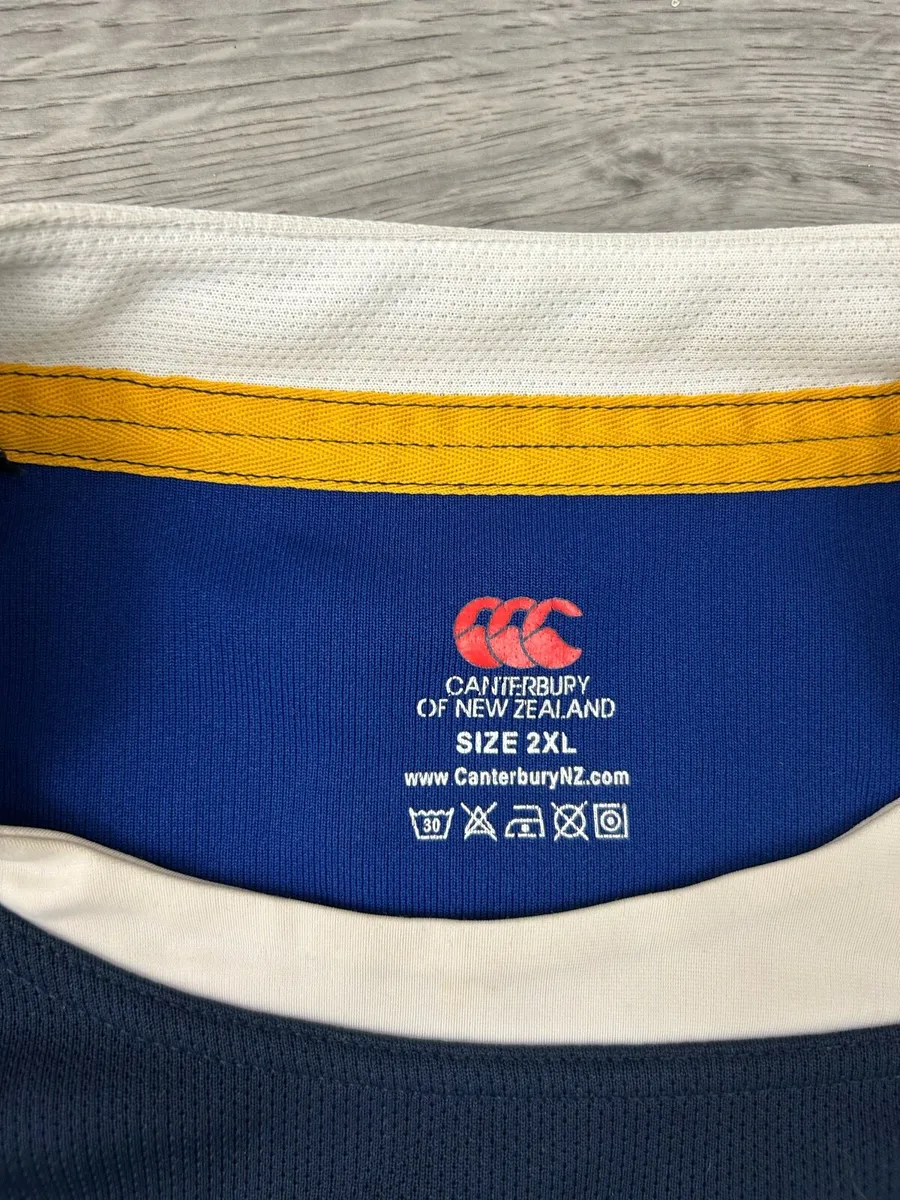 CANTERBURY
OF NEW ZEALAND
SIZE 2XL
www.CanterburyNZ.com
30